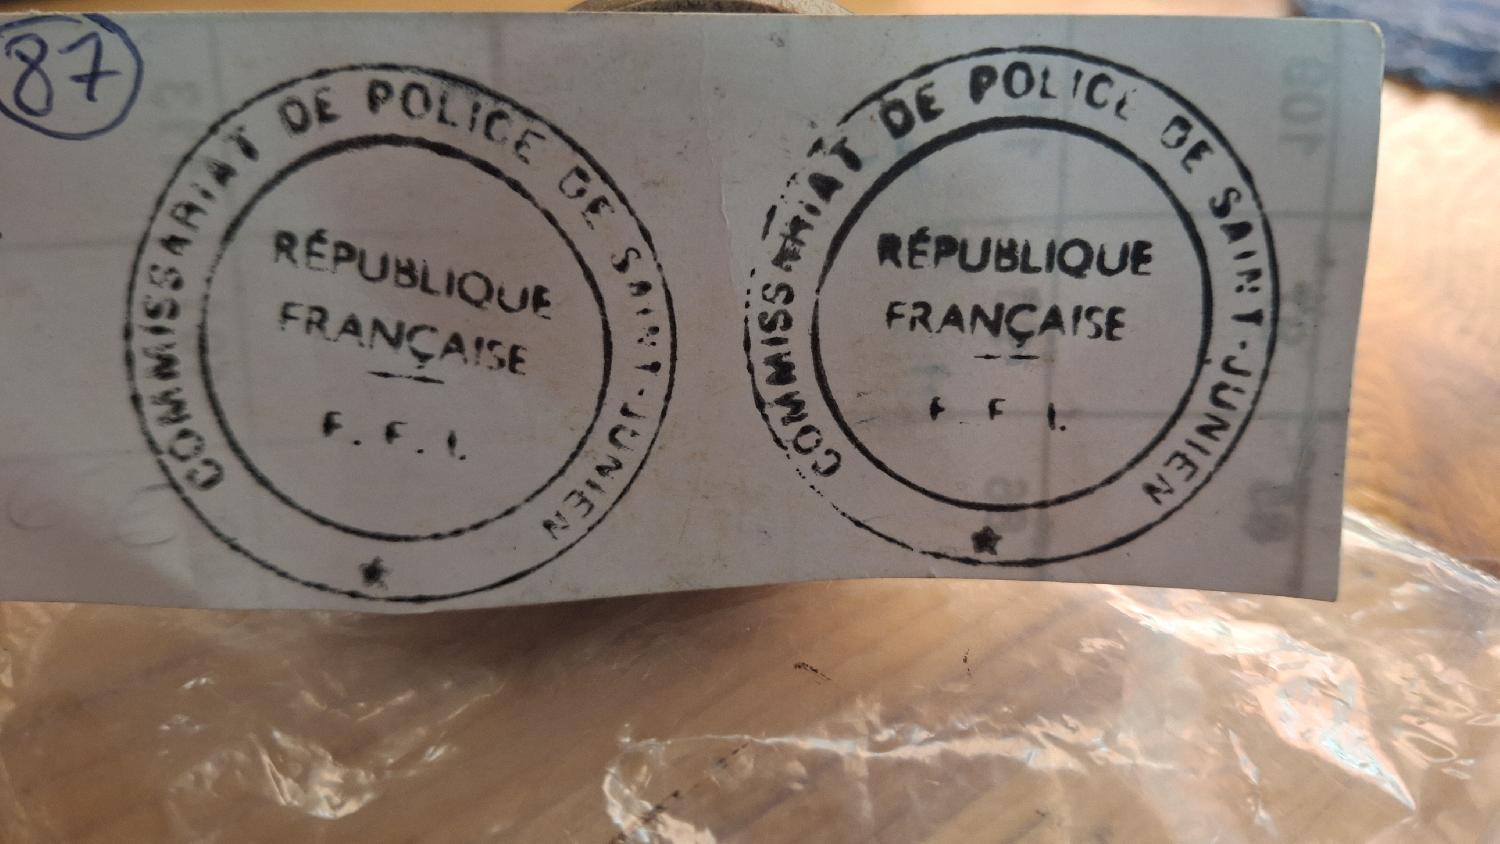 87
COMMISSARIAT DE POLICE DE SAINT-JUNIEN
RÉPUBLIQUE
FRANÇAISE
F. F. I.
COMMISSARIAT DE POLICE DE SAINT-JUNIEN
RÉPUBLIQUE
FRANÇAISE
F F I.